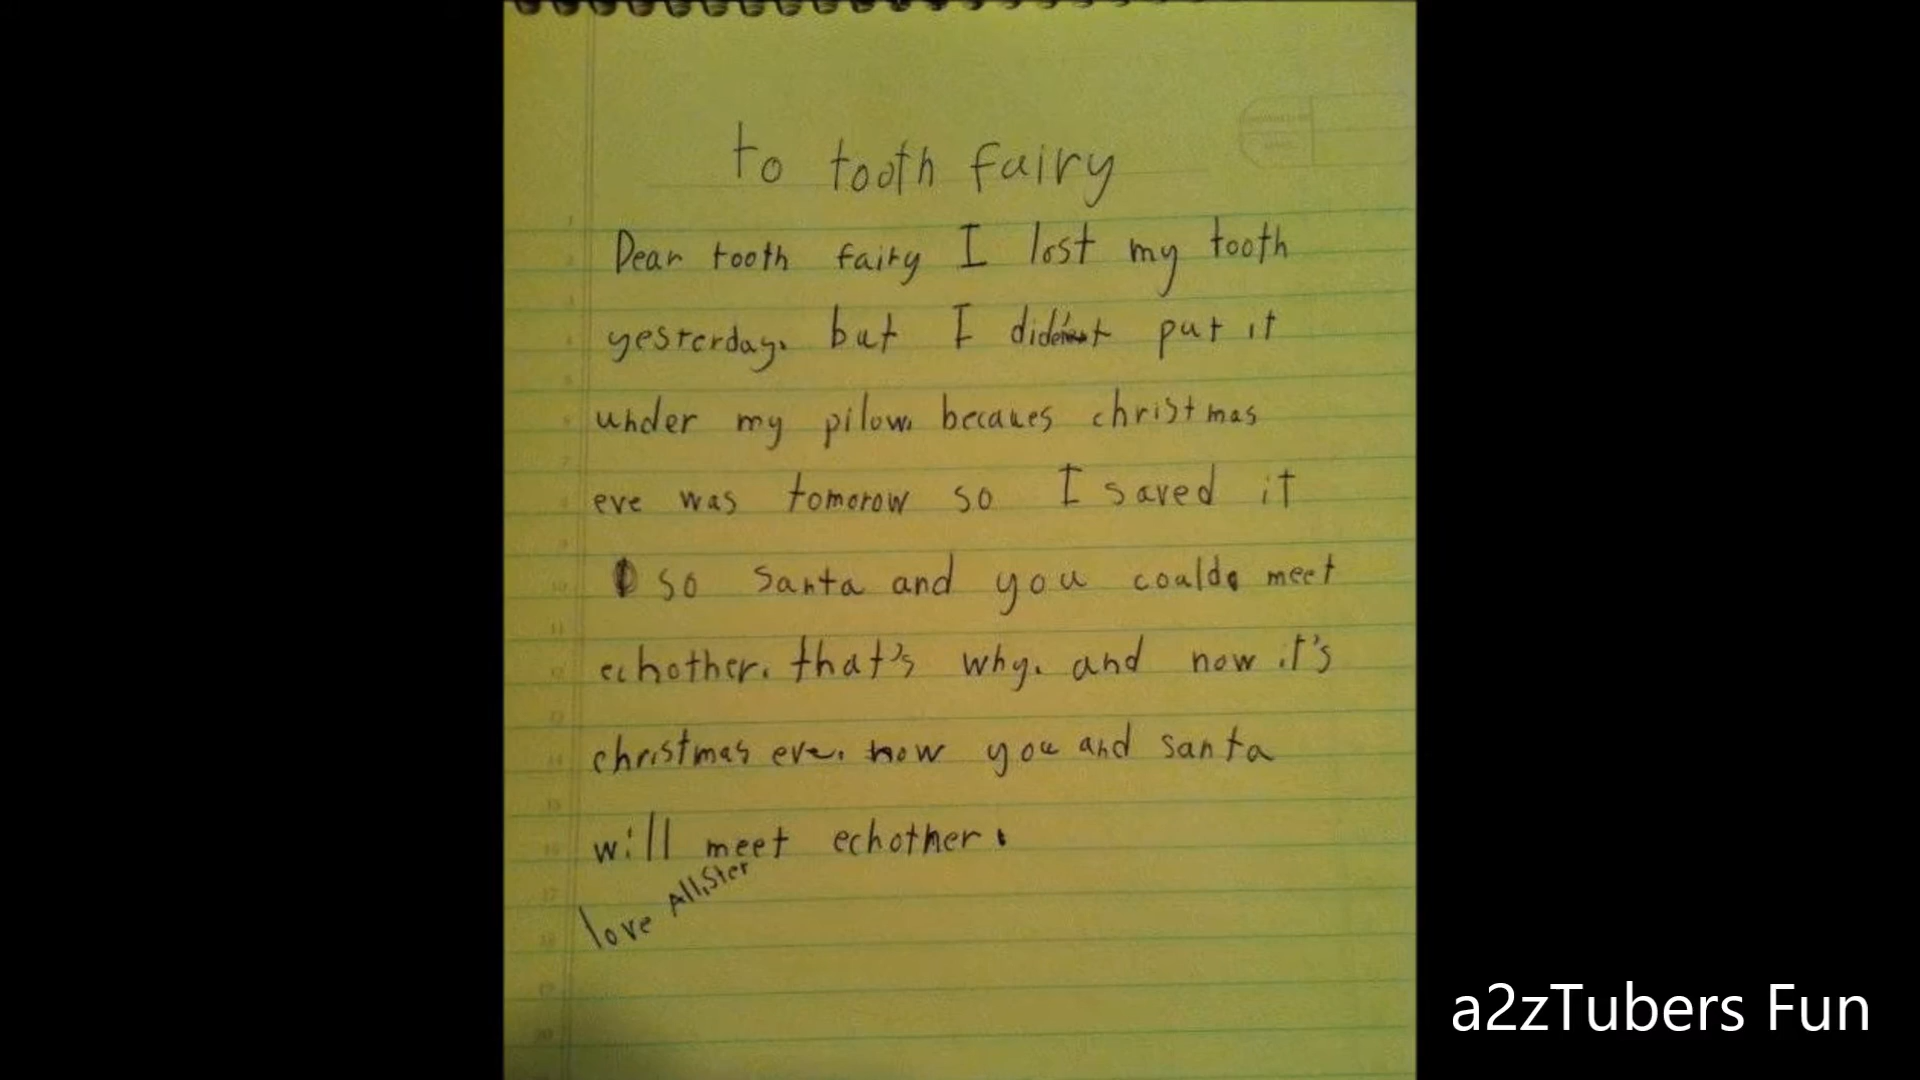 to tooth fairy
Dear tooth fairy I lost my tooth
yesterday. but I did't put it
under my pilow. becaues christmas
eve was tomorow so I saved it
so santa and you could meet
echother. that's why. and now it's
christmas eve. now you and santa
will meet echother.
love Allister
a2zTubers Fun